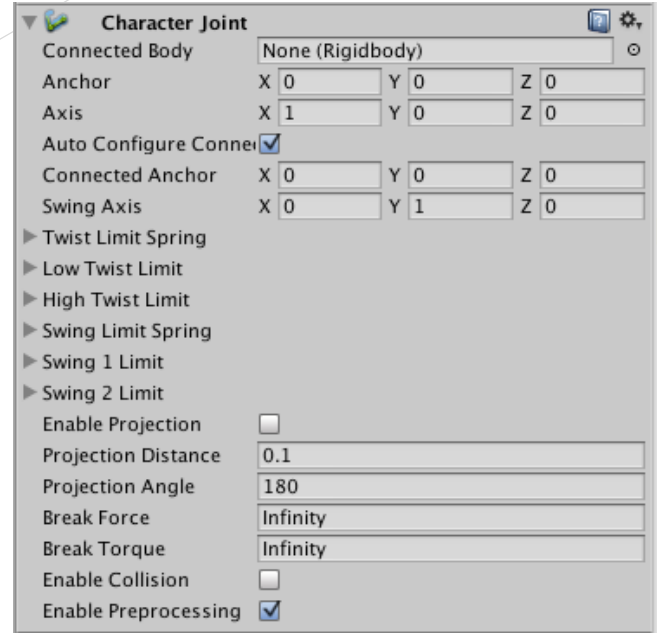 Character Joint
Connected Body None (Rigidbody)
Anchor X 0 Y 0 Z 0
Axis X 1 Y 0 Z 0
Auto Configure Conne
Connected Anchor X 0 Y 0 Z 0
Swing Axis X 0 Y 1 Z 0
Twist Limit Spring
Low Twist Limit
High Twist Limit
Swing Limit Spring
Swing 1 Limit
Swing 2 Limit
Enable Projection
Projection Distance 0.1
Projection Angle 180
Break Force Infinity
Break Torque Infinity
Enable Collision
Enable Preprocessing